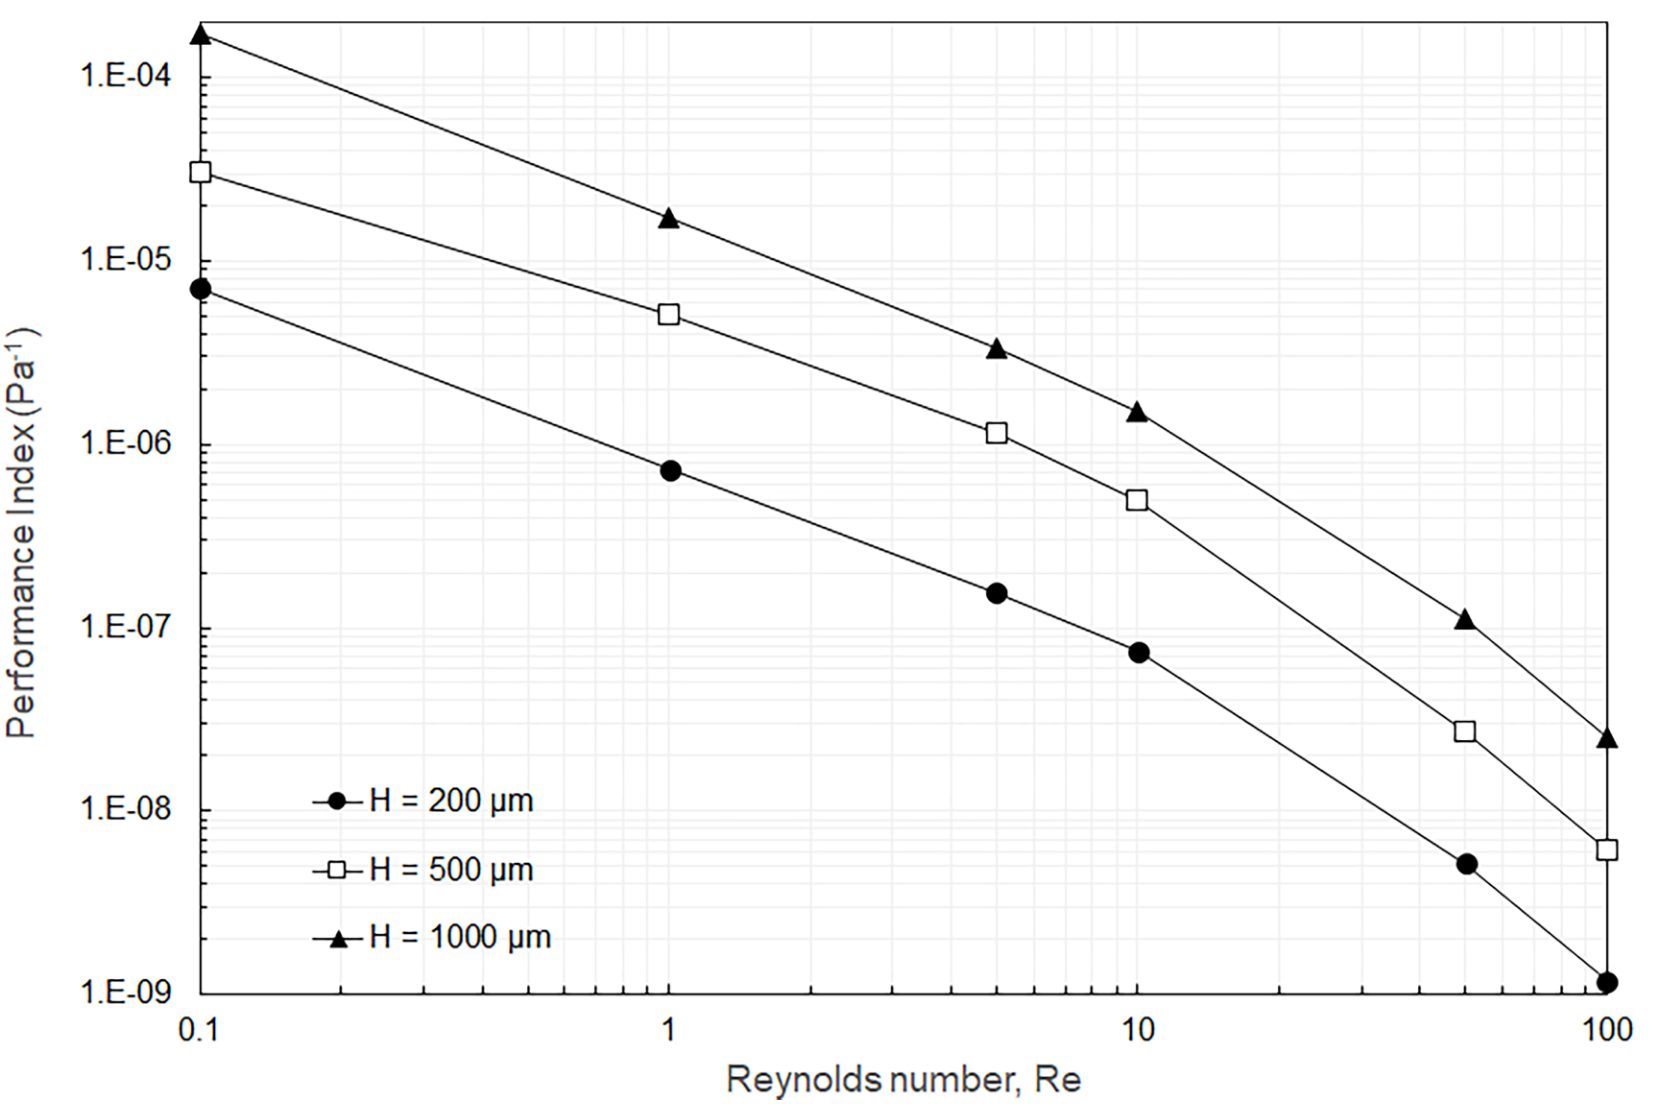 Performance Index (Pa-1)
1.E-04
1.E-05
1.E-06
1.E-07
1.E-08
1.E-09
H = 200 µm
H = 500 µm
H = 1000 µm
0.1 1 10 100
Reynolds number, Re